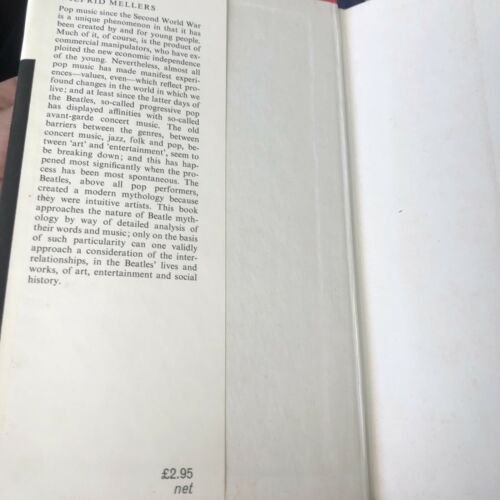 LFRID MELLERS
Pop music since the Second World War
is a unique phenomenon in that it has
been created by and for young people.
Much of it, of course, is the product of
commercial manipulators, who have ex-
ploited the new economic independence
of the young. Nevertheless, almost all
pop music has made manifest experi-
ences—values, even—which reflect pro-
found changes in the world in which we
live; and at least since the latter days of
the Beatles, so-called progressive pop
has displayed affinities with so-called
avant-garde concert music. The old
barriers between the genres, between
concert music, jazz, folk and pop, be-
tween 'art' and 'entertainment', seem to
be breaking down; and this has hap-
pened most significantly when the pro-
cess has been most spontaneous. The
Beatles, above all pop performers,
created a modern mythology because
they were intuitive artists. This book
approaches the nature of Beatle myth-
ology by way of detailed analysis of
their words and music; only on the basis
of such particularity can one validly
approach a consideration of the inter-
relationships, in the Beatles' lives and
works, of art, entertainment and social
history.
£2.95
net